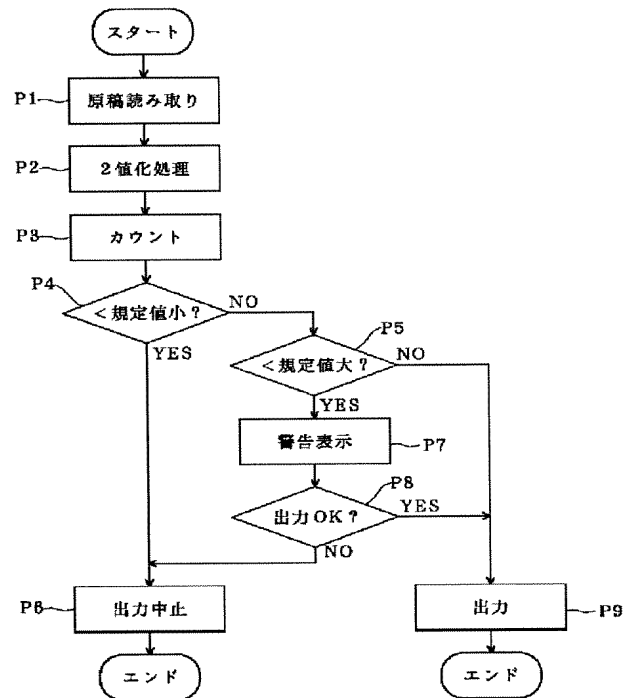 スタート
P1 原稿読み取り
P2 2値化処理
P3 カウント
P4 <規定値小? NO
YES
P5 <規定値大? NO
YES
警告表示 P7
P8 出力OK? YES
NO
P6 出力中止
出力 P9
エンド
エンド